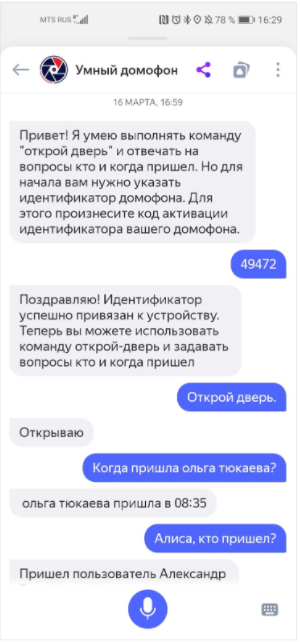 MTS RUS 78 % 16:29
Умный домофон
16 МАРТА, 16:59
Привет! Я умею выполнять команду
"открой дверь" и отвечать на
вопросы кто и когда пришел. Но для
начала вам нужно указать
идентификатор домофона. Для
этого произнесите код активации
идентификатора вашего домофона.
49472
Поздравляю! Идентификатор
успешно привязан к устройству.
Теперь вы можете использовать
команду открой-дверь и задавать
вопросы кто и когда пришел
Открой дверь.
Открываю
Когда пришла ольга тюкаева?
ольга тюкаева пришла в 08:35
Алиса, кто пришел?
Пришел пользователь Александр